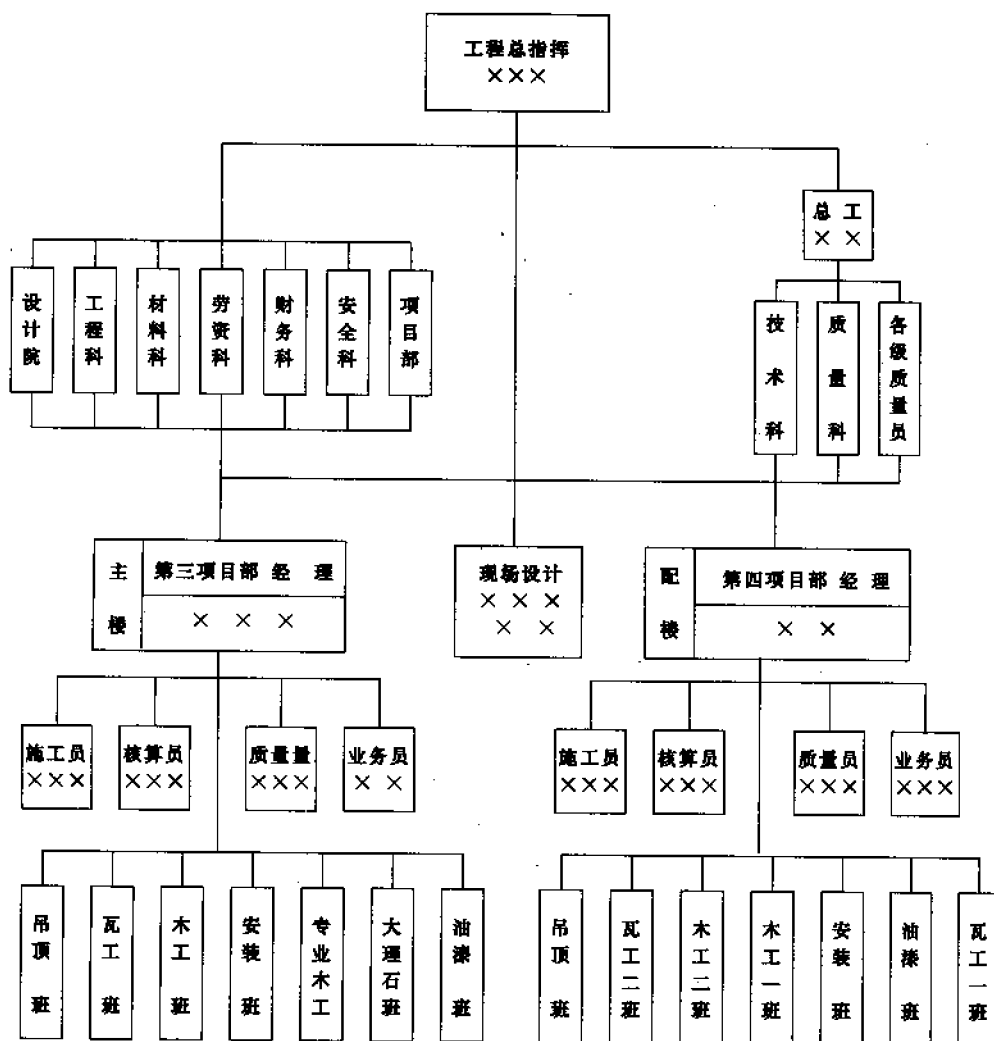 工程总指挥
×××
总 工
× ×
设计院
工程科
材料科
劳资科
财务科
安全科
项目部
技术科
质量科
各级质量员
主楼
第三项目部 经 理
× × ×
现场设计
× × ×
× ×
配楼
第四项目部 经 理
× ×
施工员
×××
核算员
×××
质量量
×××
业务员
× ×
施工员
×××
核算员
×××
质量员
×××
业务员
×××
吊顶班
瓦工班
木工班
安装班
专业木工
大理石班
油漆班
吊顶班
瓦工二班
木工二班
木工一班
安装班
油漆班
瓦工一班